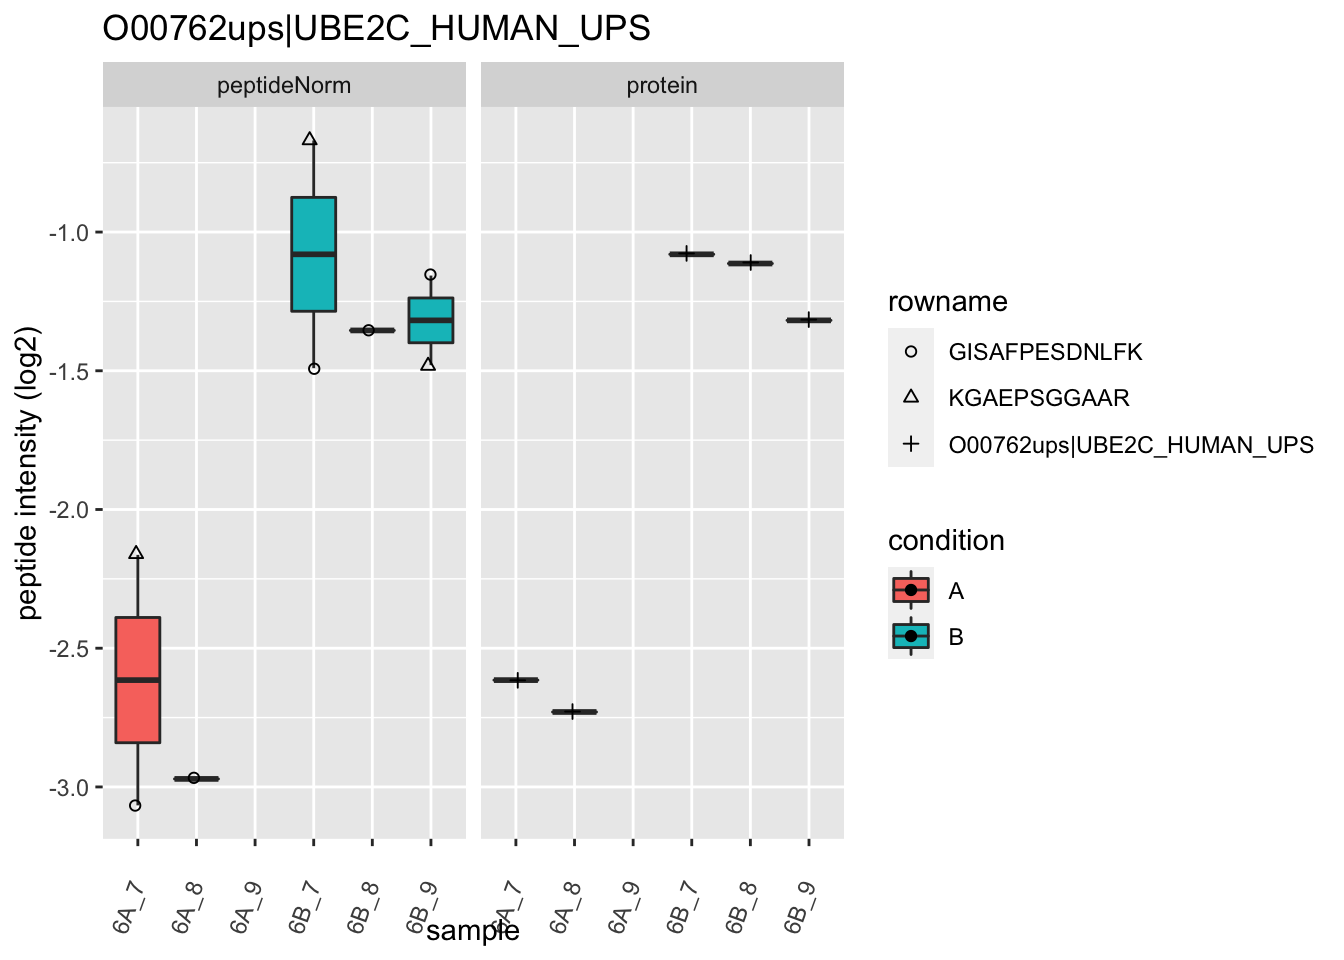 O00762ups|UBE2C_HUMAN_UPS
peptideNorm
protein
peptide intensity (log2)
-1.0
-1.5
-2.0
-2.5
-3.0
6A_7
6A_8
6A_9
6B_7
6B_8
6B_9
6A_7
6A_8
6A_9
6B_7
6B_8
6B_9
sample
rowname
GISAFPESDNLFK
KGAEPSGGAAR
O00762ups|UBE2C_HUMAN_UPS
condition
A
B